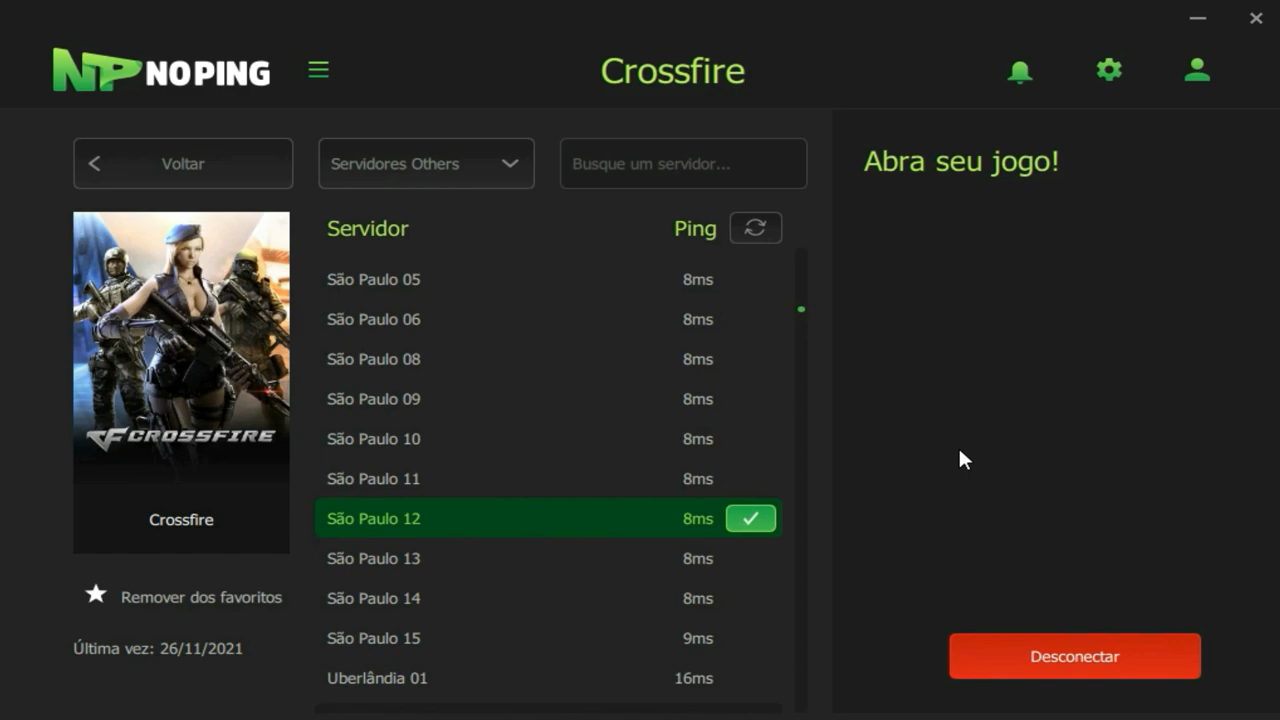 NP NOPING
Crossfire
Voltar
Servidores Others
Busque um servidor...
Abra seu jogo!
Servidor Ping
São Paulo 05 8ms
São Paulo 06 8ms
São Paulo 08 8ms
São Paulo 09 8ms
São Paulo 10 8ms
São Paulo 11 8ms
São Paulo 12 8ms
São Paulo 13 8ms
São Paulo 14 8ms
São Paulo 15 9ms
Uberlândia 01 16ms
CF CROSSFIRE
Crossfire
Remover dos favoritos
Última vez: 26/11/2021
Desconectar